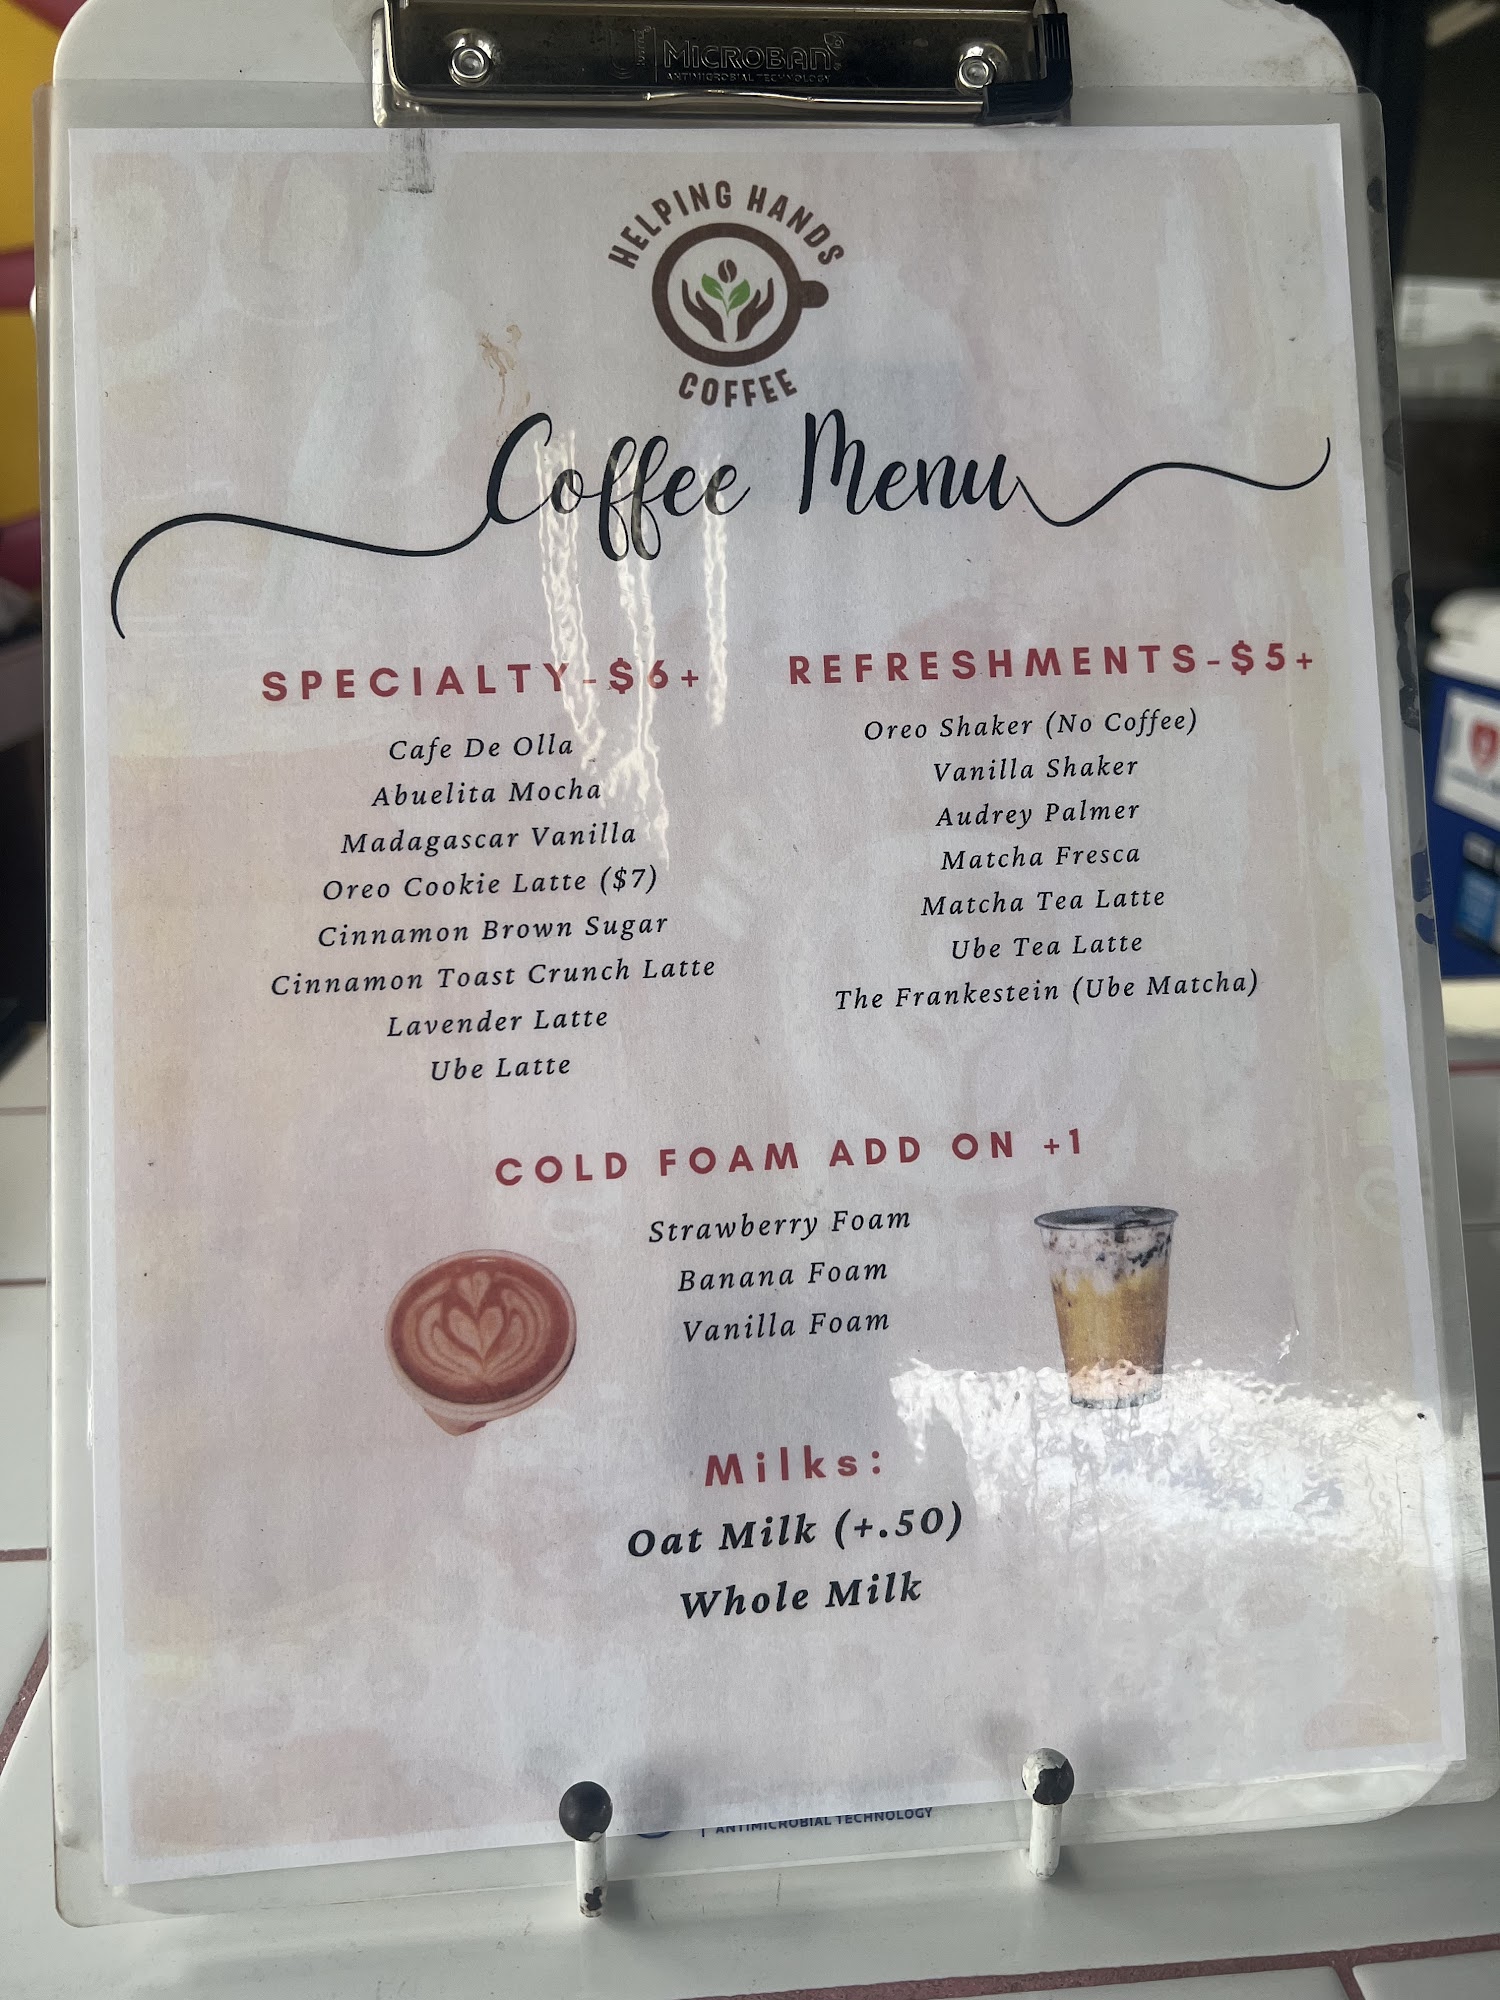 MICROBAN
ANTIMICROBIAL TECHNOLOGY
HELPING HANDS
COFFEE
Coffee Menu
SPECIALTY-$6+
Cafe De Olla
Abuelita Mocha
Madagascar Vanilla
Oreo Cookie Latte ($7)
Cinnamon Brown Sugar
Cinnamon Toast Crunch Latte
Lavender Latte
Ube Latte
REFRESHMENTS-$5+
Oreo Shaker (No Coffee)
Vanilla Shaker
Audrey Palmer
Matcha Fresca
Matcha Tea Latte
Ube Tea Latte
The Frankestein (Ube Matcha)
COLD FOAM ADD ON +1
Strawberry Foam
Banana Foam
Vanilla Foam
Milks:
Oat Milk (+.50)
Whole Milk
ANTIMICROBIAL TECHNOLOGY